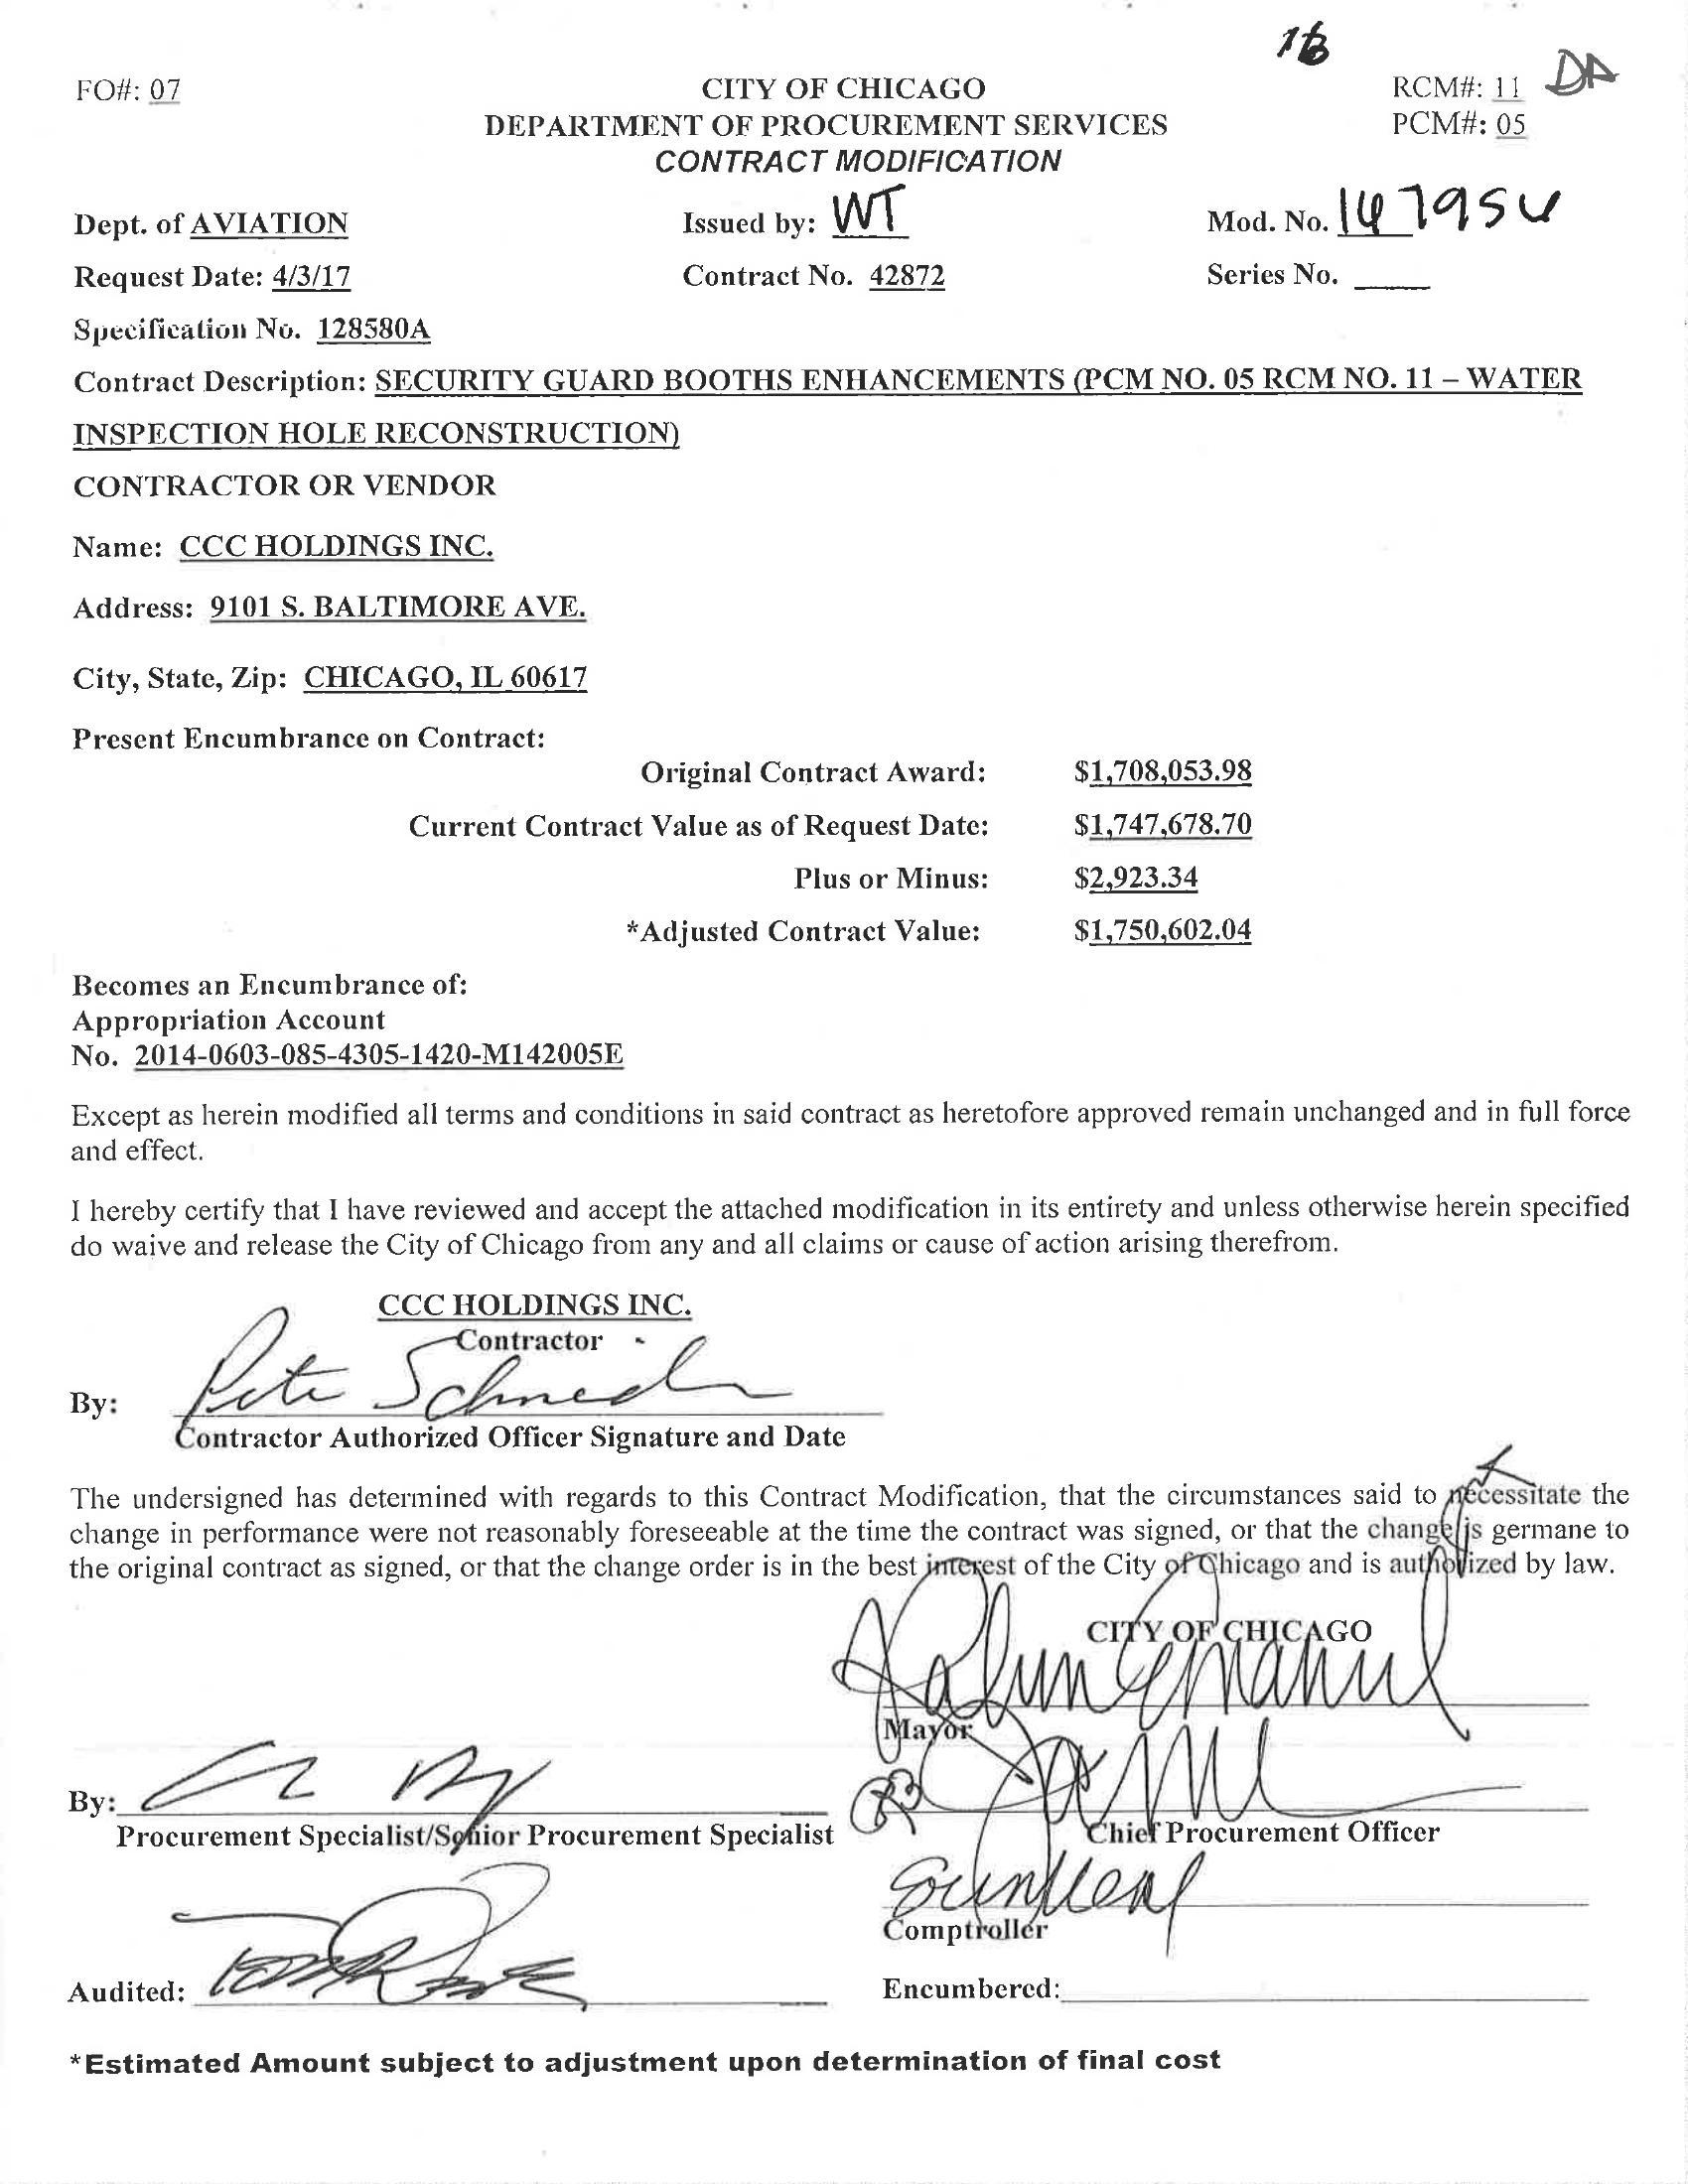 FO#: 07
CITY OF CHICAGO
RCM#: 11 DA
DEPARTMENT OF PROCUREMENT SERVICES
PCM#: 05
CONTRACT MODIFICATION
Dept. of AVIATION
Issued by: WT
Mod. No.
Request Date: 4/3/17
Contract No. 42872
Series No. ____
Specification No. 128580A
Contract Description: SECURITY GUARD BOOTHS ENHANCEMENTS (PCM NO. 05 RCM NO. 11 – WATER
INSPECTION HOLE RECONSTRUCTION)
CONTRACTOR OR VENDOR
Name: CCC HOLDINGS INC.
Address: 9101 S. BALTIMORE AVE.
City, State, Zip: CHICAGO, IL 60617
Present Encumbrance on Contract:
Original Contract Award: $1,708,053.98
Current Contract Value as of Request Date: $1,747,678.70
Plus or Minus: $2,923.34
*Adjusted Contract Value: $1,750,602.04
Becomes an Encumbrance of:
Appropriation Account
No. 2014-0603-085-4305-1420-M142005E
Except as herein modified all terms and conditions in said contract as heretofore approved remain unchanged and in full force
and effect.
I hereby certify that I have reviewed and accept the attached modification in its entirety and unless otherwise herein specified
do waive and release the City of Chicago from any and all claims or cause of action arising therefrom.
CCC HOLDINGS INC.
Contractor
By: Pete
Contractor Authorized Officer Signature and Date
The undersigned has determined with regards to this Contract Modification, that the circumstances said to necessitate the
change in performance were not reasonably foreseeable at the time the contract was signed, or that the change is germane to
the original contract as signed, or that the change order is in the best interest of the City of Chicago and is authorized by law.
CITY OF CHICAGO
Rahm Emanuel
Mayor
By:
Procurement Specialist/Senior Procurement Specialist
Chief Procurement Officer
Comptroller
Audited:
Encumbered:
*Estimated Amount subject to adjustment upon determination of final cost